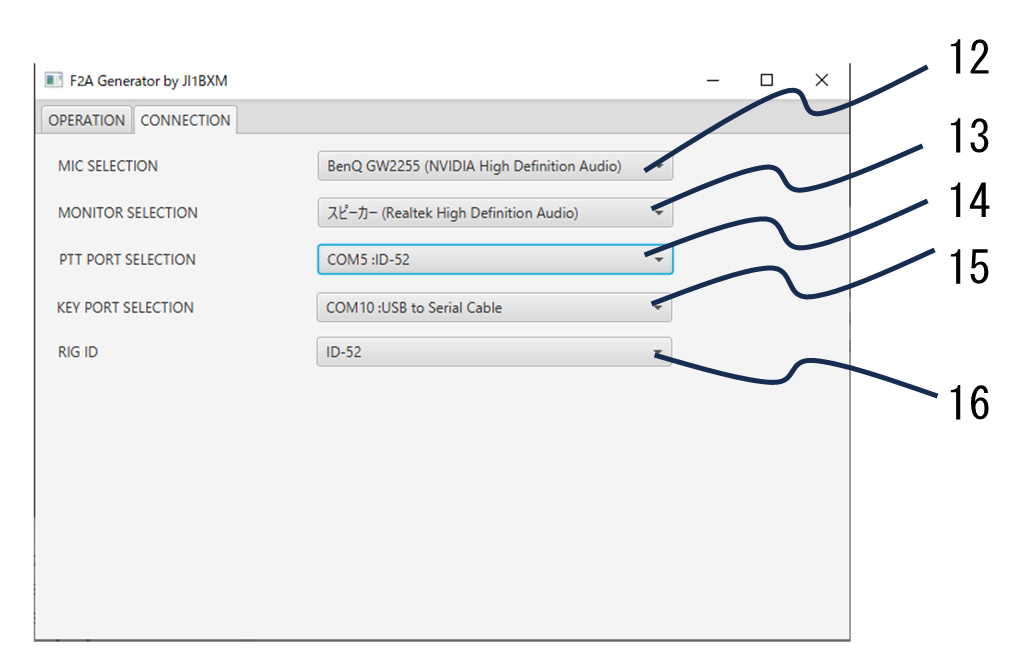 12
F2A Generator by JI1BXM
OPERATION CONNECTION
13
MIC SELECTION BenQ GW2255 (NVIDIA High Definition Audio)
14
MONITOR SELECTION スピーカー (Realtek High Definition Audio)
15
PTT PORT SELECTION COM5 :ID-52
KEY PORT SELECTION COM10 :USB to Serial Cable
RIG ID ID-52
16